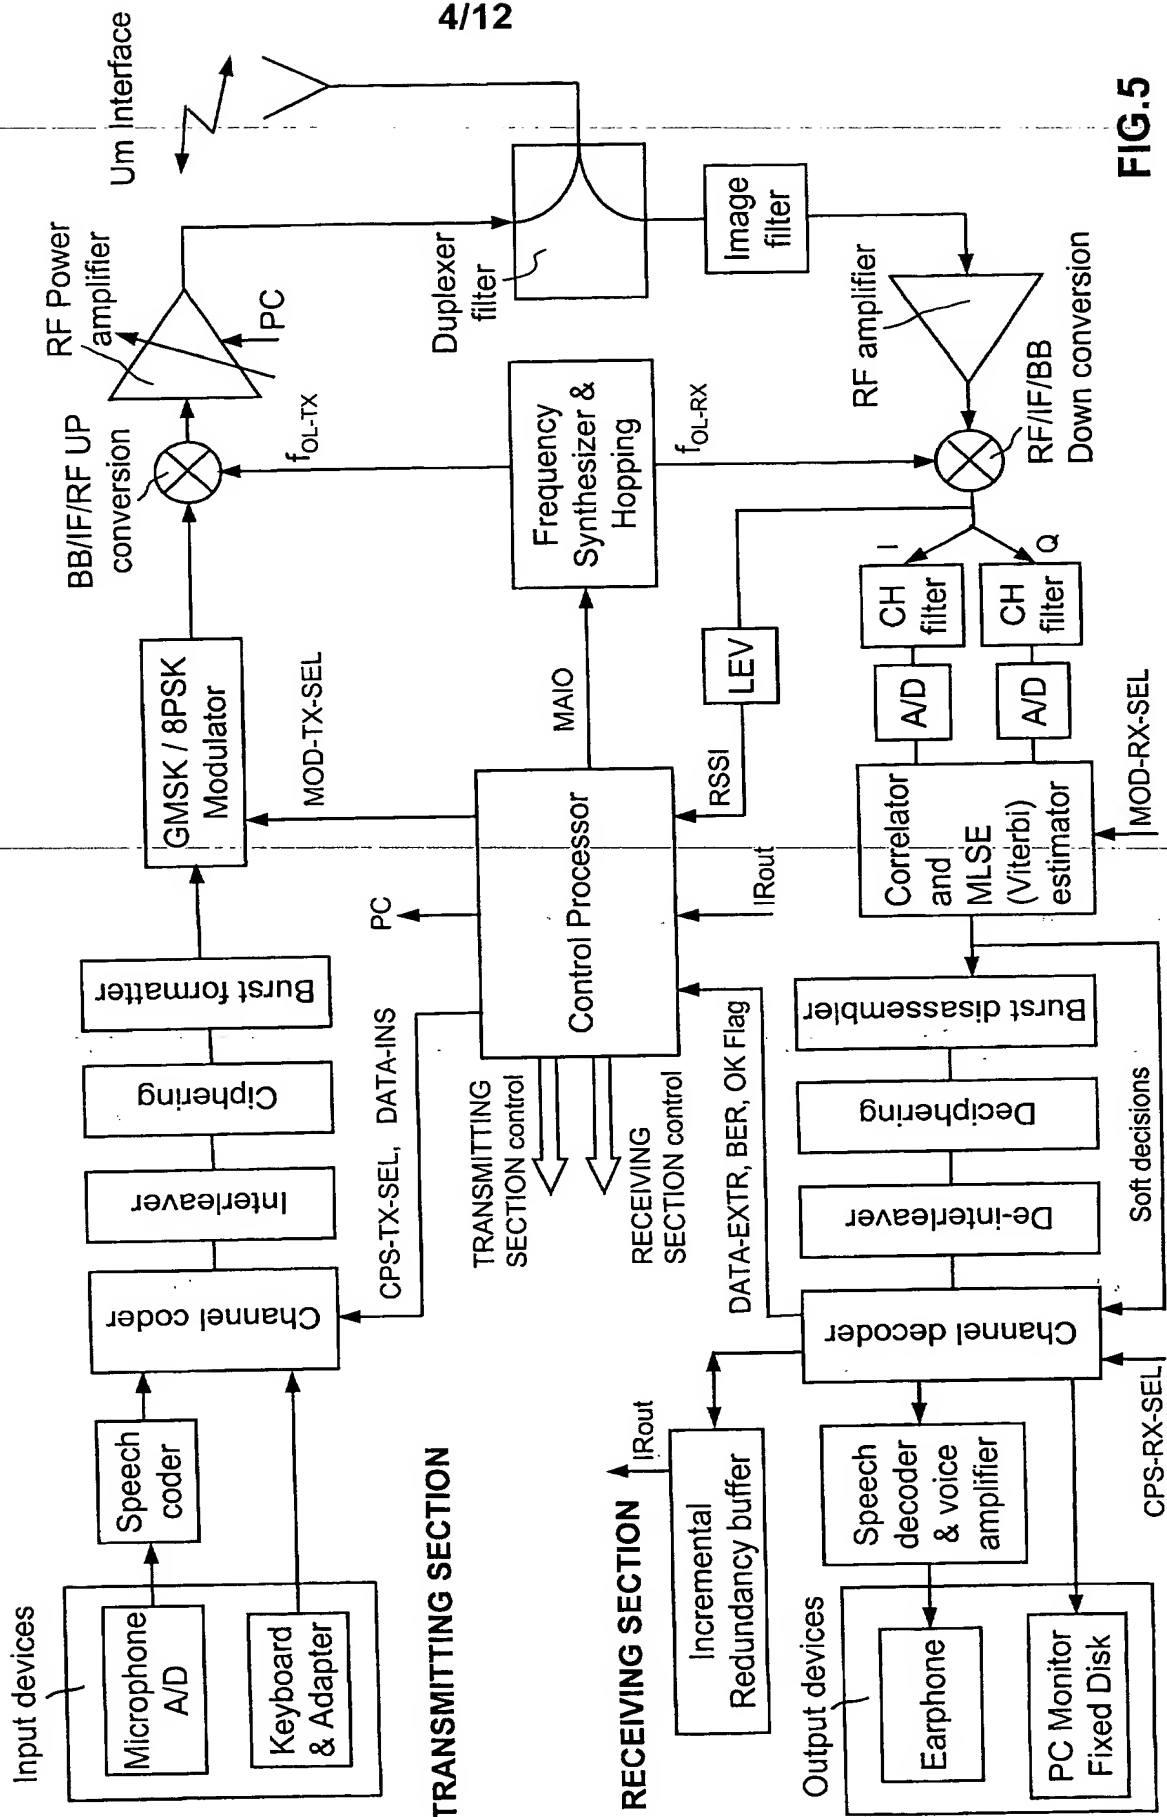 4/12
Input devices
Microphone
A/D
Keyboard
& Adapter
Speech
coder
Channel coder
Interleaver
Ciphering
Burst formatter
GMSK / 8PSK
Modulator
BB/IF/RF UP
conversion
RF Power
amplifier
PC
Um Interface
TRANSMITTING SECTION
CPS-TX-SEL, DATA-INS
PC
MOD-TX-SEL
fOL-TX
Duplexer
filter
TRANSMITTING
SECTION control
RECEIVING
SECTION control
Control Processor
MAIO
Frequency
Synthesizer &
Hopping
Image
filter
RECEIVING SECTION
IRout
Incremental
Redundancy buffer
DATA-EXTR, BER, OK Flag
IRout
RSSI
LEV
fOL-RX
RF amplifier
Output devices
Earphone
PC Monitor
Fixed Disk
Speech
decoder
& voice
amplifier
Channel decoder
De-interleaver
Deciphering
Burst disassembler
Correlator
and
MLSE
(Viterbi)
estimator
A/D
A/D
CH
filter
CH
filter
I
Q
RF/IF/BB
Down conversion
CPS-RX-SEL
Soft decisions
MOD-RX-SEL
FIG.5